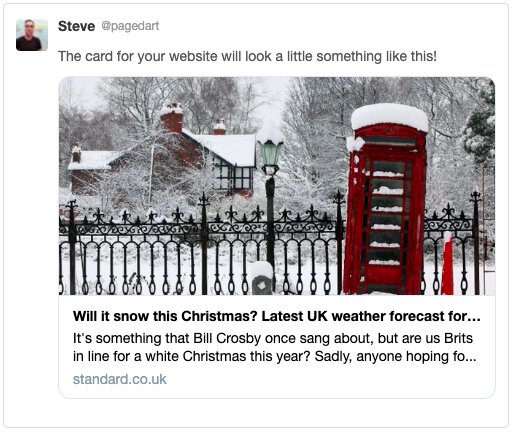 Steve @pagedart
The card for your website will look a little something like this!
Will it snow this Christmas? Latest UK weather forecast for...
It's something that Bill Crosby once sang about, but are us Brits
in line for a white Christmas this year? Sadly, anyone hoping fo...
standard.co.uk